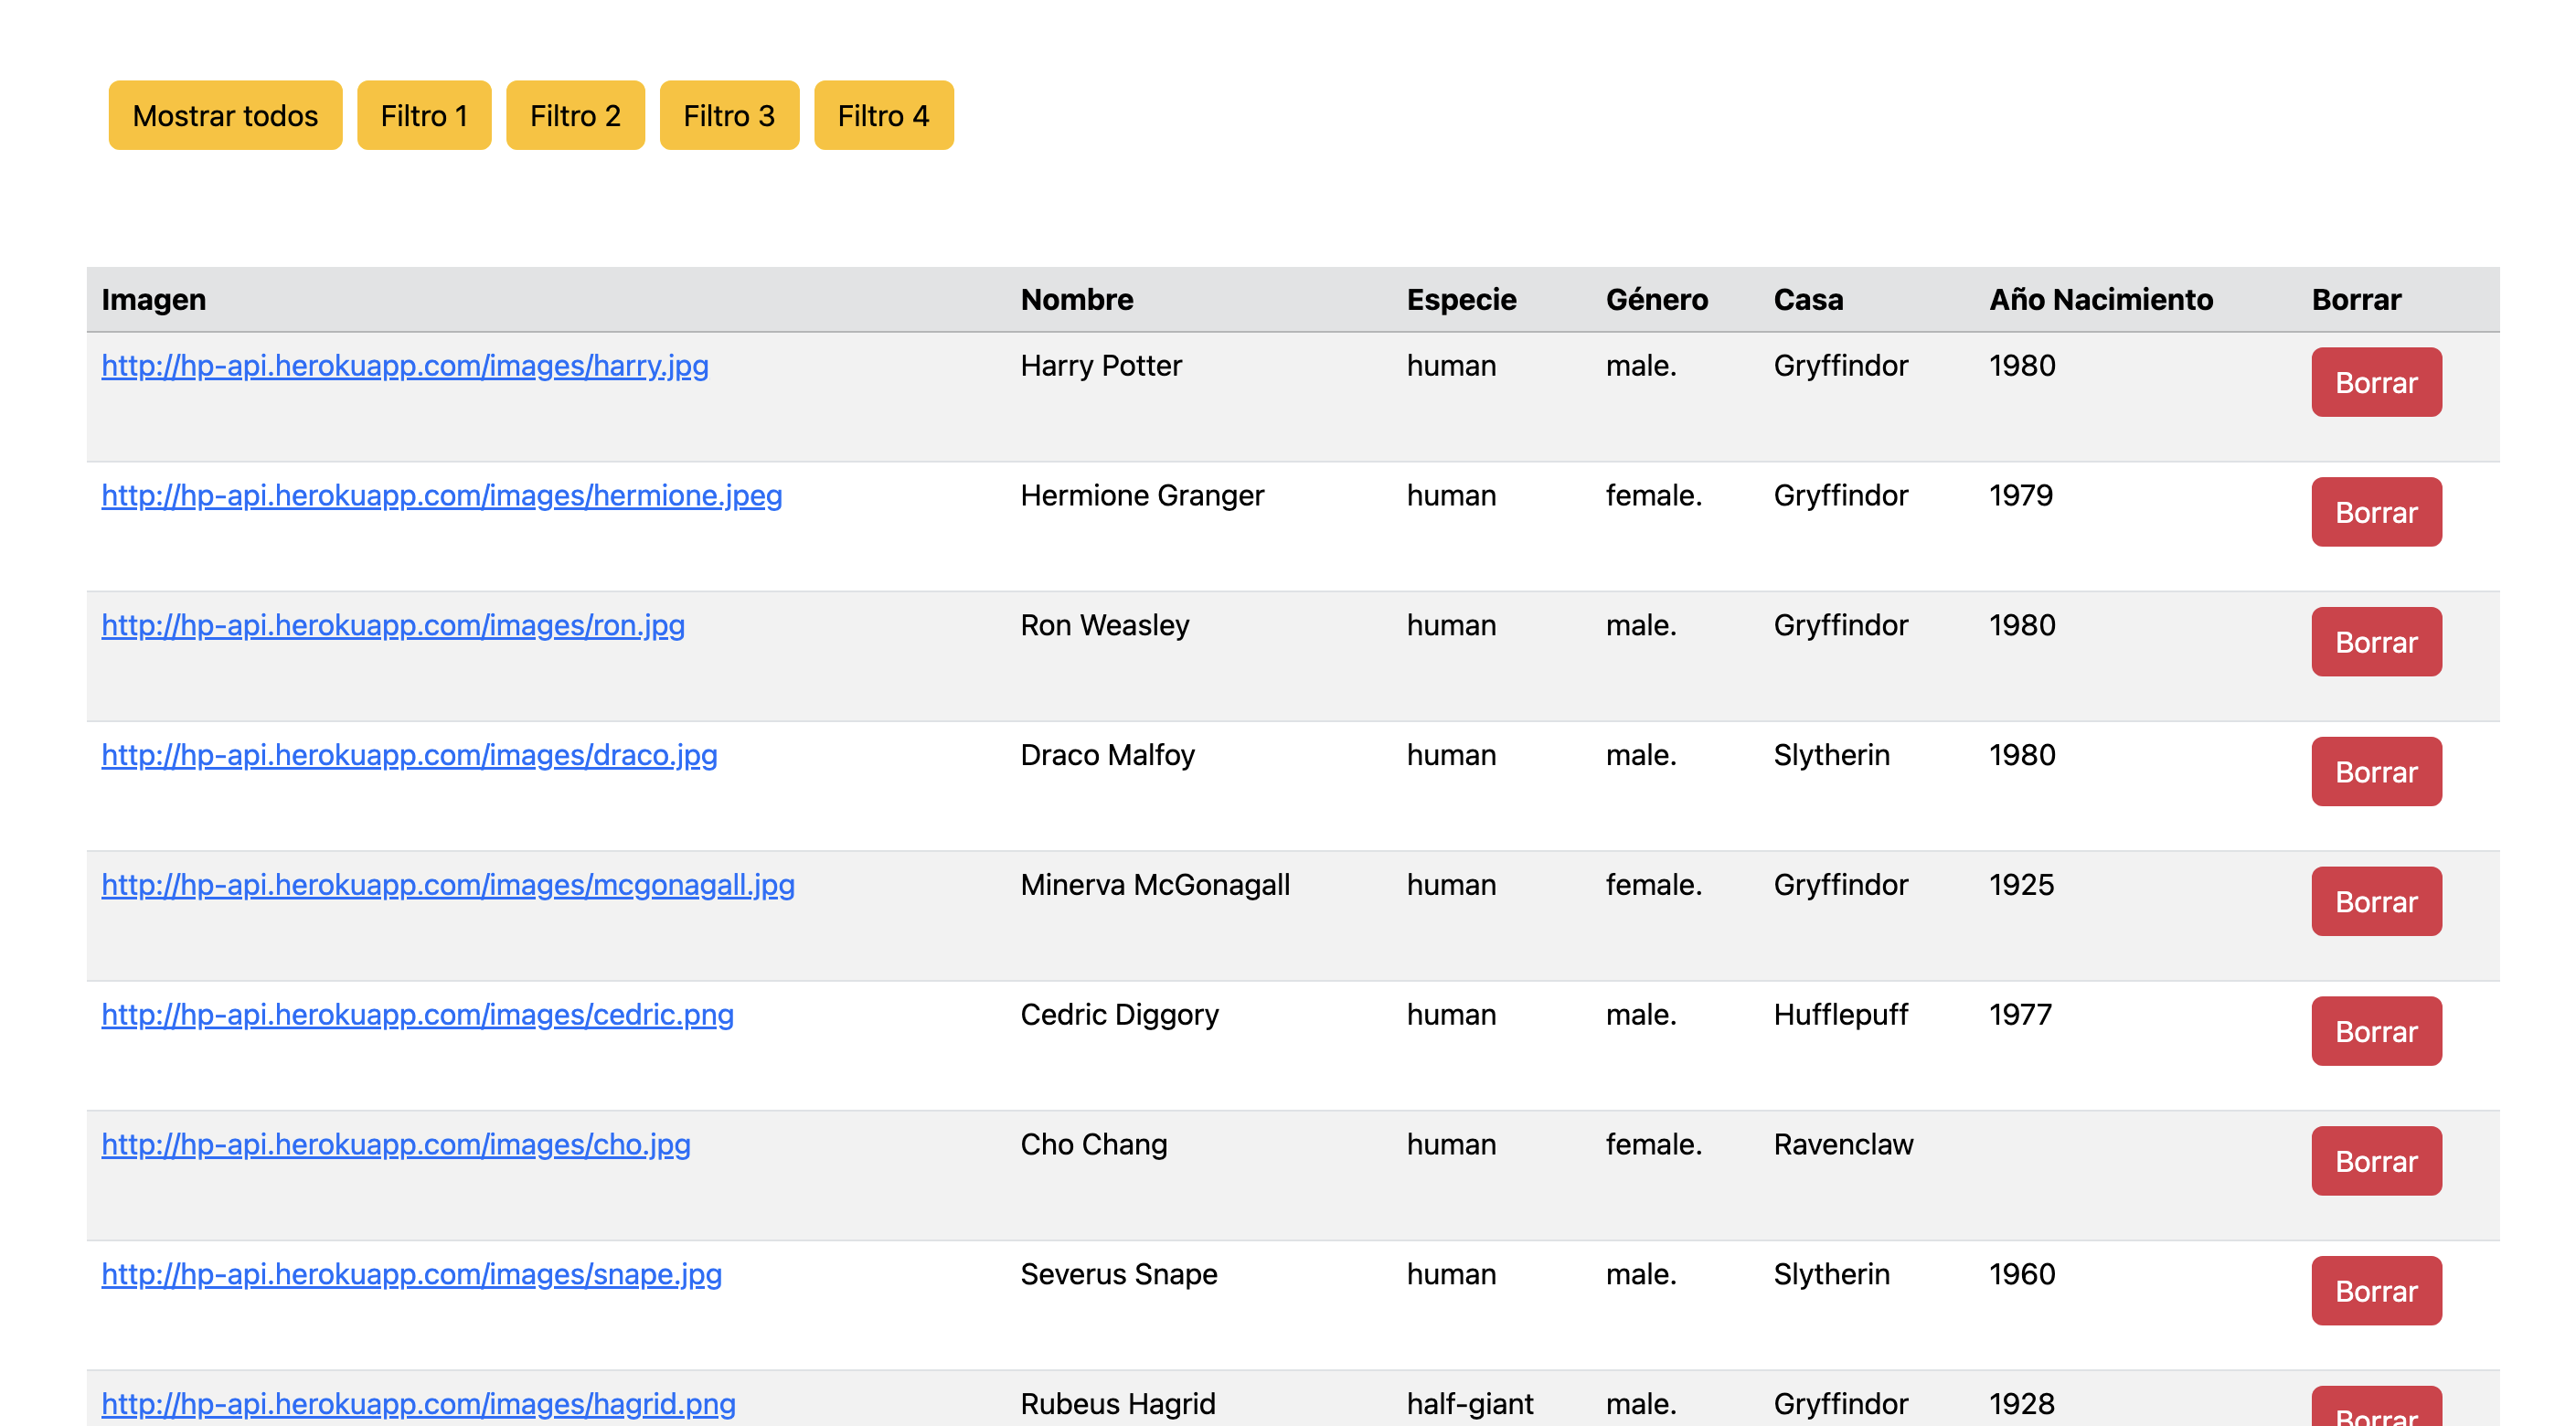 Mostrar todos Filtro 1 Filtro 2 Filtro 3 Filtro 4
Imagen Nombre Especie Género Casa Año Nacimiento Borrar
http://hp-api.herokuapp.com/images/harry.jpg Harry Potter human male. Gryffindor 1980 Borrar
http://hp-api.herokuapp.com/images/hermione.jpeg Hermione Granger human female. Gryffindor 1979 Borrar
http://hp-api.herokuapp.com/images/ron.jpg Ron Weasley human male. Gryffindor 1980 Borrar
http://hp-api.herokuapp.com/images/draco.jpg Draco Malfoy human male. Slytherin 1980 Borrar
http://hp-api.herokuapp.com/images/mcgonagall.jpg Minerva McGonagall human female. Gryffindor 1925 Borrar
http://hp-api.herokuapp.com/images/cedric.png Cedric Diggory human male. Hufflepuff 1977 Borrar
http://hp-api.herokuapp.com/images/cho.jpg Cho Chang human female. Ravenclaw Borrar
http://hp-api.herokuapp.com/images/snape.jpg Severus Snape human male. Slytherin 1960 Borrar
http://hp-api.herokuapp.com/images/hagrid.png Rubeus Hagrid half-giant male. Gryffindor 1928 Borrar